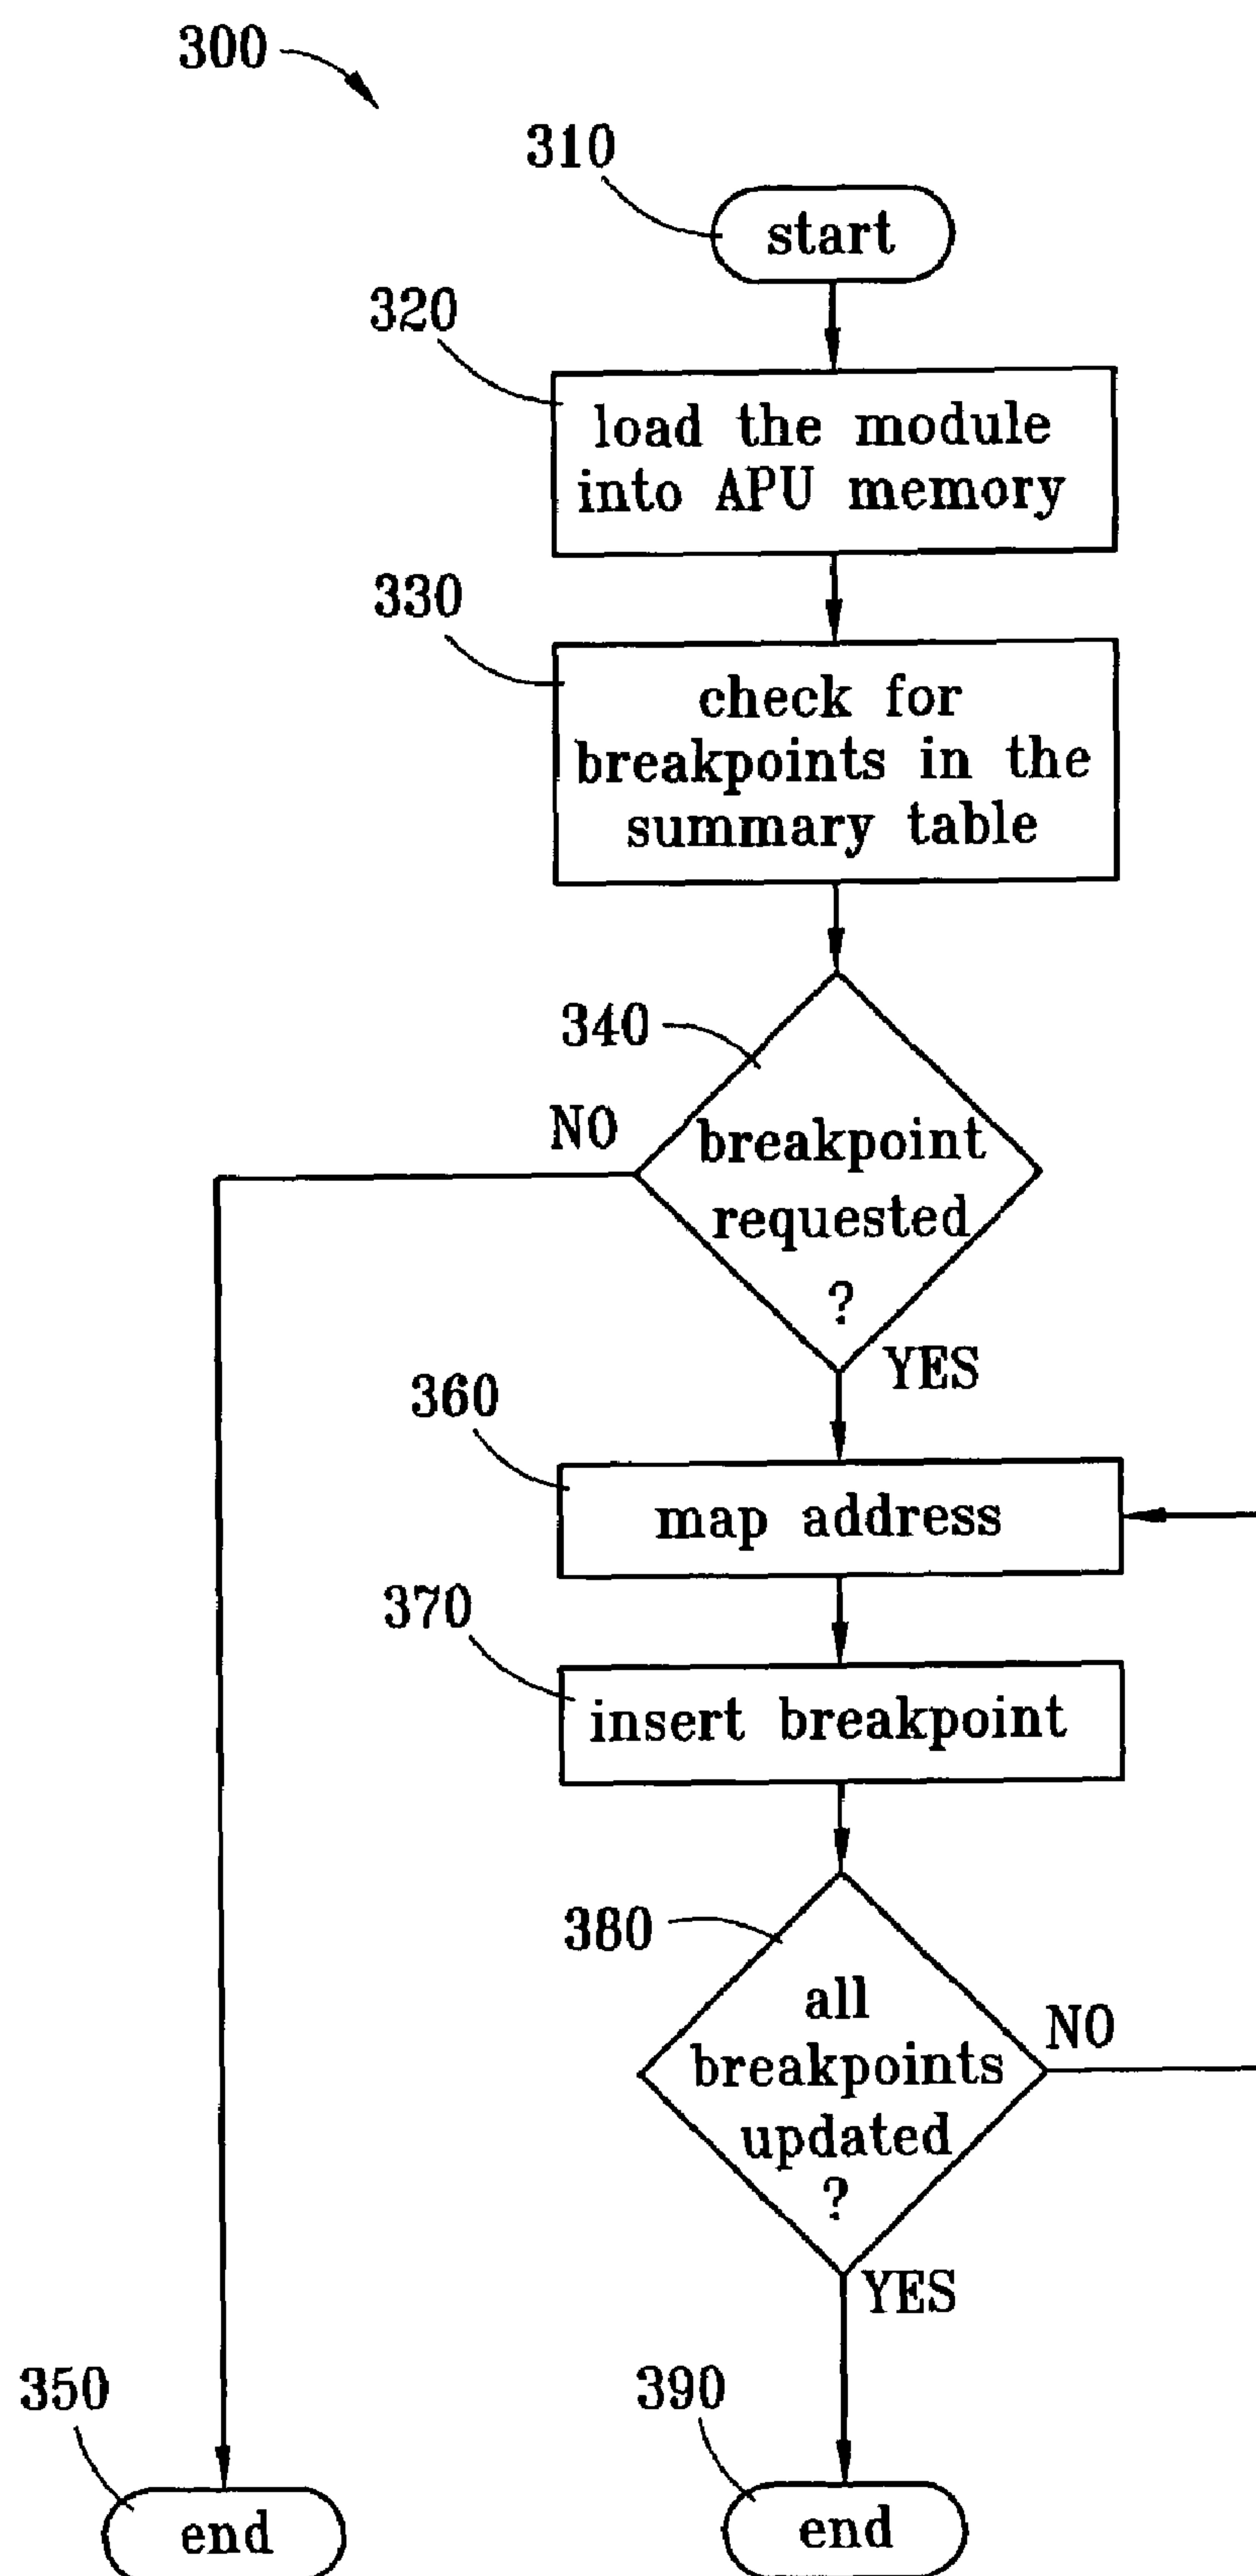 300
310
start
320
load the module
into APU memory
330
check for
breakpoints in the
summary table
340
NO
breakpoint
requested
?
YES
360
map address
370
insert breakpoint
380
all
breakpoints
updated
?
NO
YES
350
end
390
end